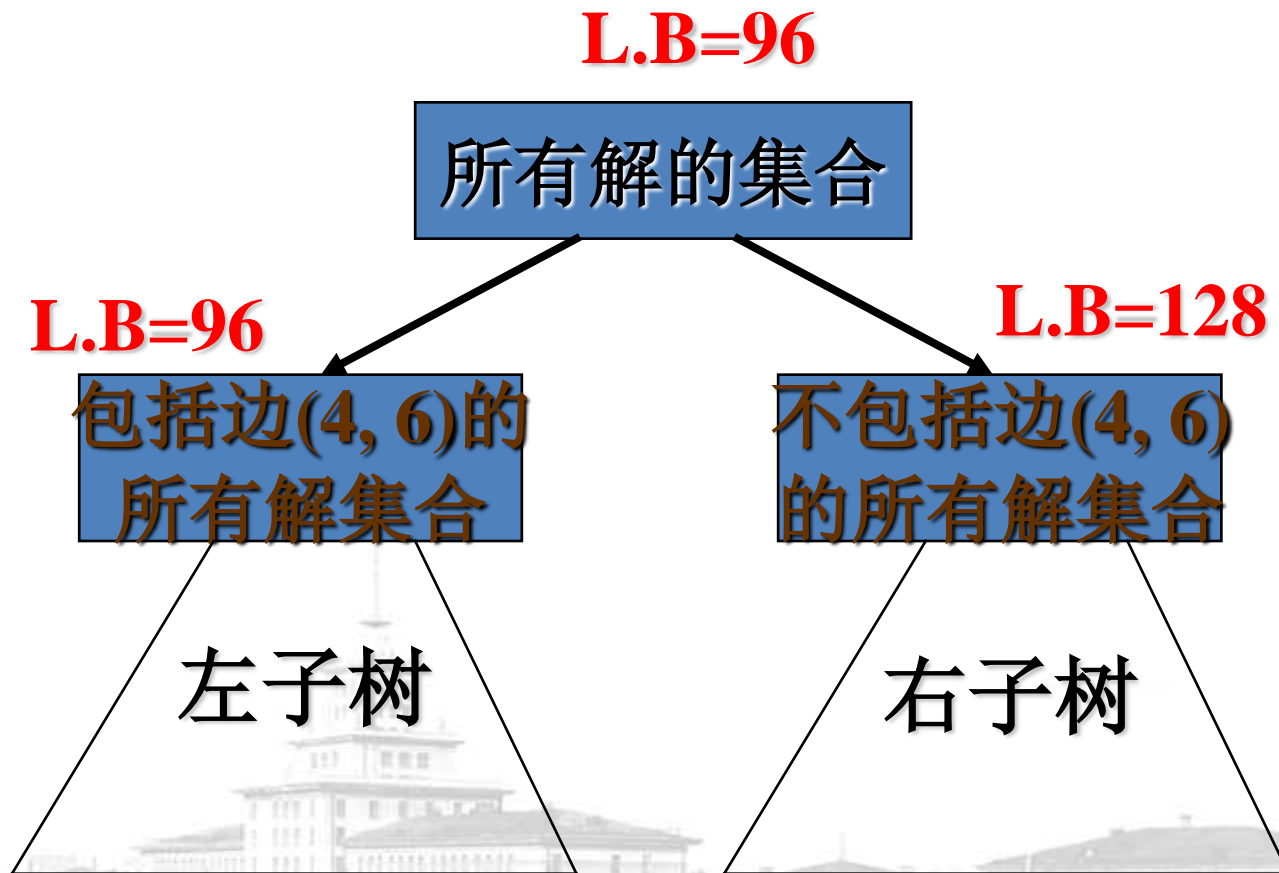 L.B=96
所有解的集合
L.B=96
L.B=128
包括边(4, 6)的
所有解集合
不包括边(4, 6)
的所有解集合
左子树
右子树